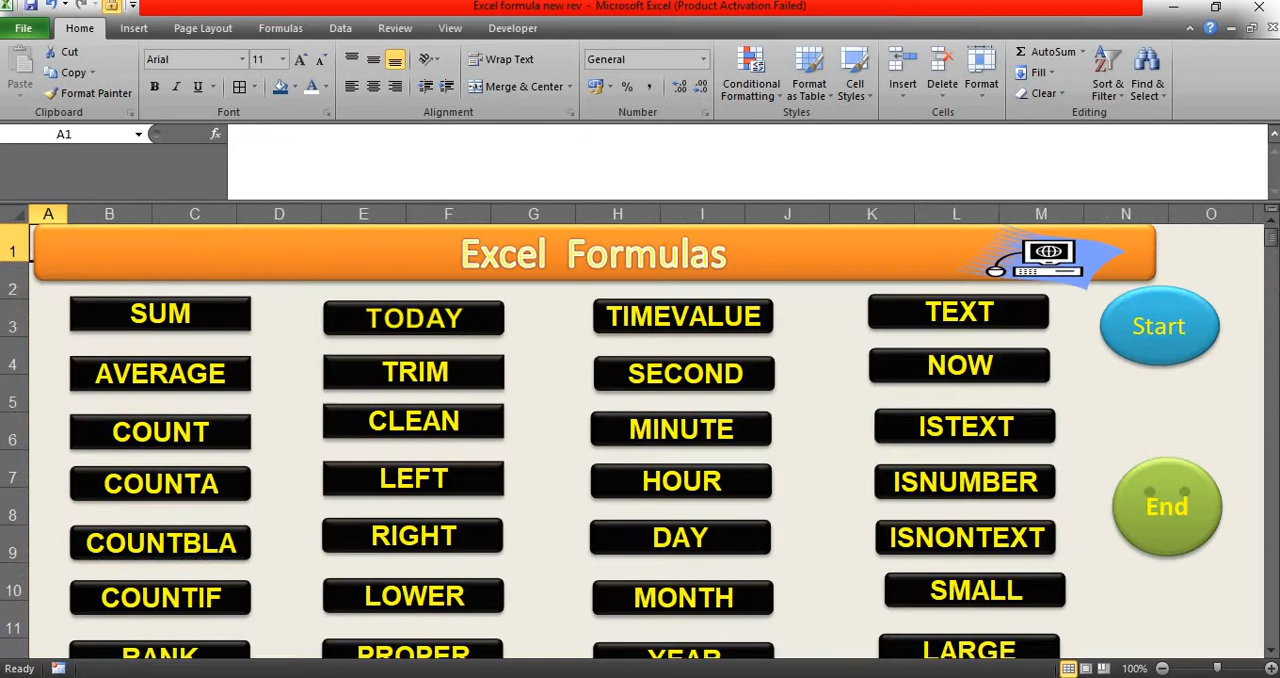 Excel formula new rev - Microsoft Excel (Product Activation Failed)
File Home Insert Page Layout Formulas Data Review View Developer
Paste
Cut
Copy
Format Painter
Clipboard
Arial 11
B I U A
Font
Wrap Text
Merge & Center
Alignment
General
% ,
Number
Conditional Formatting
Format as Table
Cell Styles
Styles
Insert
Delete
Format
Cells
Σ AutoSum
Fill
Clear
Sort & Filter
Find & Select
Editing
A1 fx
A B C D E F G H I J K L M N O
1
2
3
4
5
6
7
8
9
10
11
Excel Formulas
SUM TODAY TIMEVALUE TEXT
Start
AVERAGE TRIM SECOND NOW
COUNT CLEAN MINUTE ISTEXT
COUNTA LEFT HOUR ISNUMBER
End
COUNTBLA RIGHT DAY ISNONTEXT
COUNTIF LOWER MONTH SMALL
RANK PROPER YEAR LARGE
Ready
100%